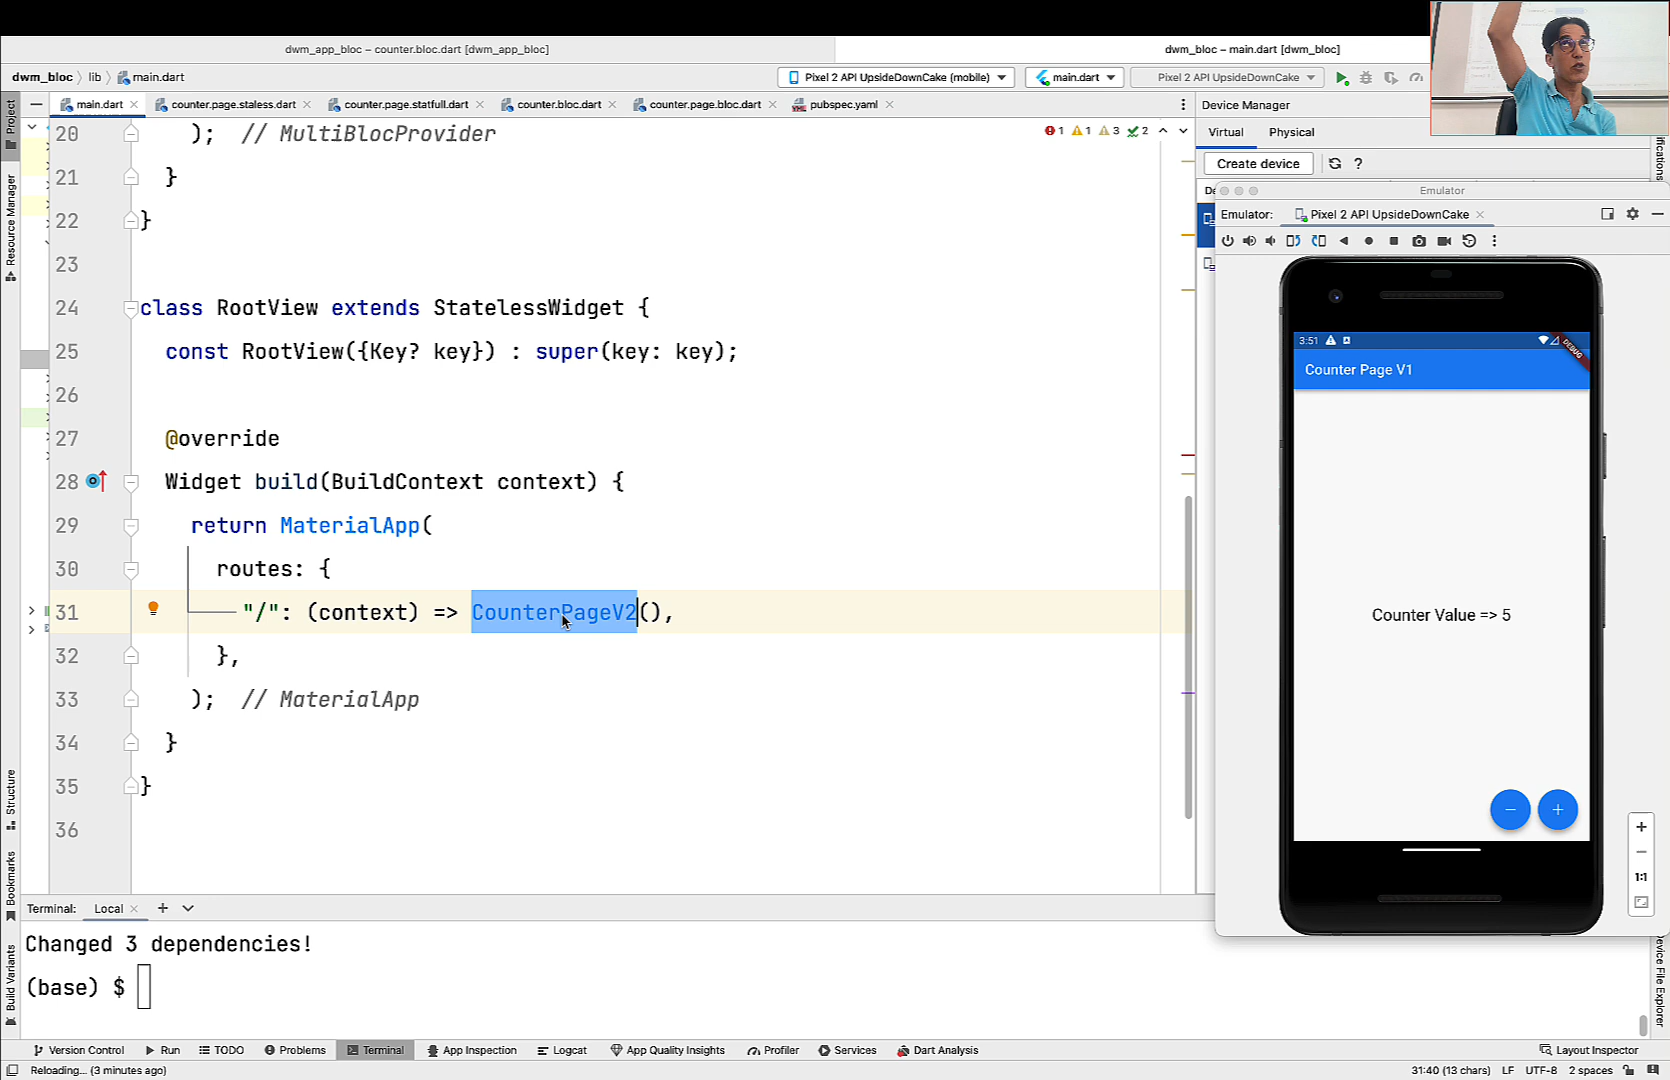 dwm_app_bloc – counter.bloc.dart [dwm_app_bloc]
dwm_bloc – main.dart [dwm_bloc]
dwm_bloc
lib
main.dart
Pixel 2 API UpsideDownCake (mobile)
main.dart
Pixel 2 API UpsideDownCake
main.dart
counter.page.staless.dart
counter.page.statfull.dart
counter.bloc.dart
counter.page.bloc.dart
pubspec.yaml
Device Manager
Virtual
Physical
Create device
?
1 1 3 2
Project
Resource Manager
Structure
Bookmarks
Build Variants
Device File Explorer
20 ); // MultiBlocProvider
21 }
22 }
23
24 class RootView extends StatelessWidget {
25 const RootView({Key? key}) : super(key: key);
26
27 @override
28 Widget build(BuildContext context) {
29 return MaterialApp(
30 routes: {
31 "/": (context) => CounterPageV2(),
32 },
33 ); // MaterialApp
34 }
35 }
36
Emulator
Emulator:
Pixel 2 API UpsideDownCake
3:51
DEBUG
Counter Page V1
Counter Value => 5
− +
+
−
1:1
Terminal:
Local
Changed 3 dependencies!
(base) $
Version Control
Run
TODO
Problems
Terminal
App Inspection
Logcat
App Quality Insights
Profiler
Services
Dart Analysis
Layout Inspector
Reloading... (3 minutes ago)
31:40 (13 chars)
LF
UTF-8
2 spaces